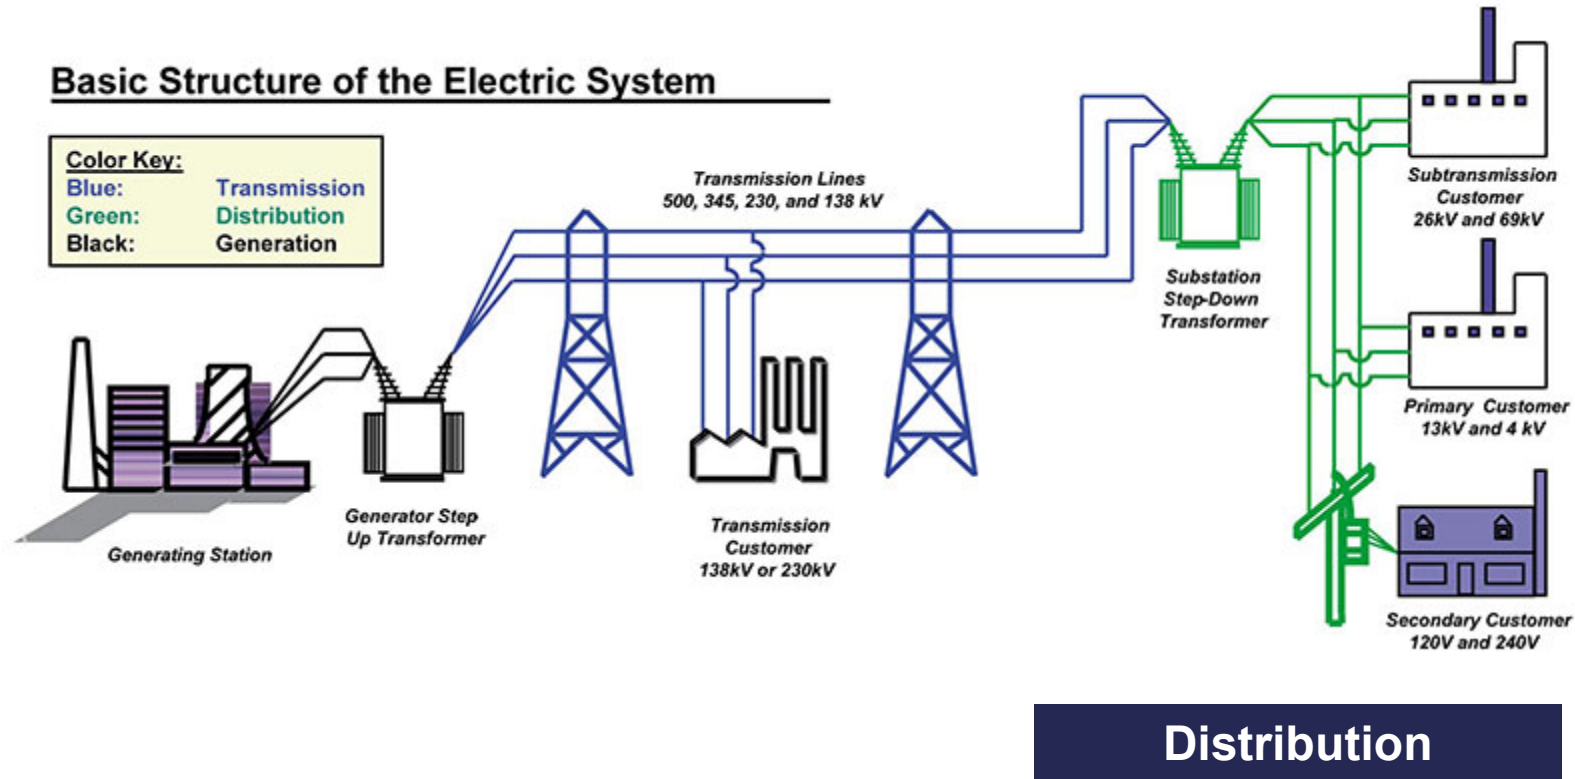 Basic Structure of the Electric System
Color Key:
Blue: Transmission
Green: Distribution
Black: Generation
Transmission Lines
500, 345, 230, and 138 kV
Subtransmission
Customer
26kV and 69kV
Substation
Step-Down
Transformer
Primary Customer
13kV and 4 kV
Generator Step
Up Transformer
Generating Station
Transmission
Customer
138kV or 230kV
Secondary Customer
120V and 240V
Distribution